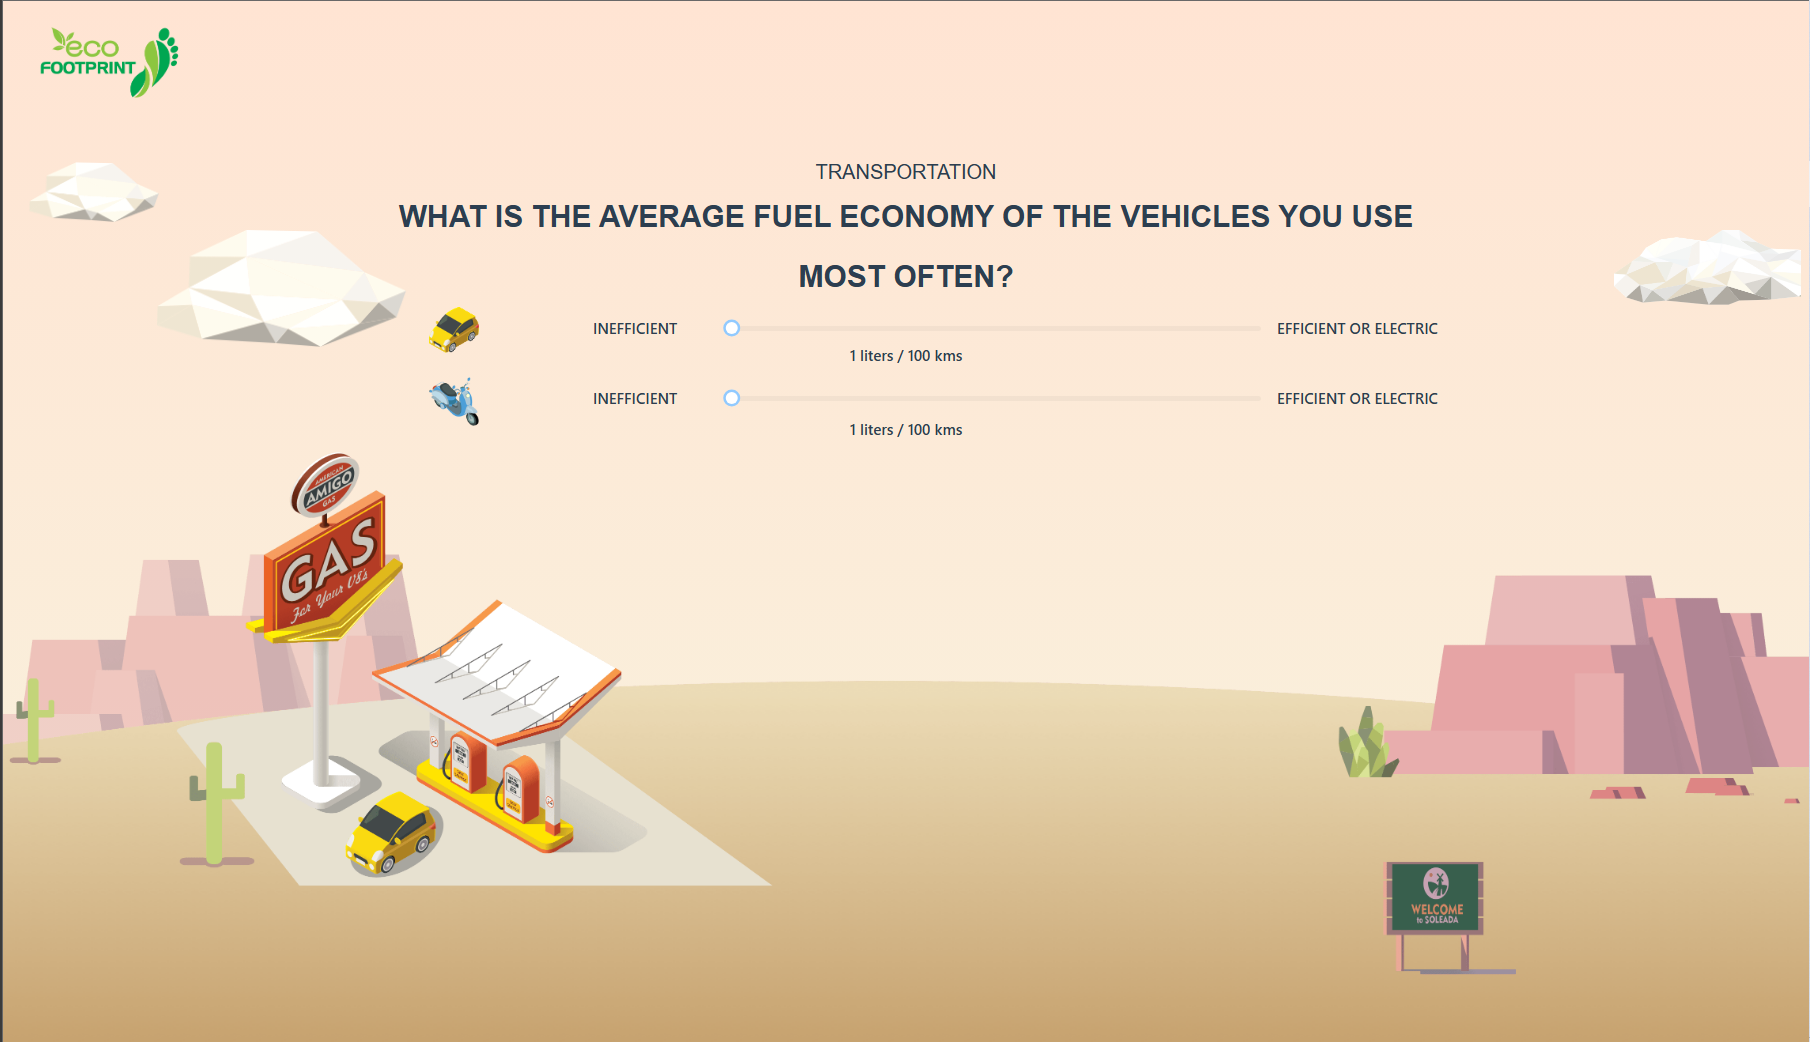 eco
FOOTPRINT
TRANSPORTATION
WHAT IS THE AVERAGE FUEL ECONOMY OF THE VEHICLES YOU USE
MOST OFTEN?
INEFFICIENT
EFFICIENT OR ELECTRIC
1 liters / 100 kms
INEFFICIENT
EFFICIENT OR ELECTRIC
1 liters / 100 kms
AMERICAN
AMIGO
GAS
GAS
For Your V8's
WELCOME
to SOLEADA